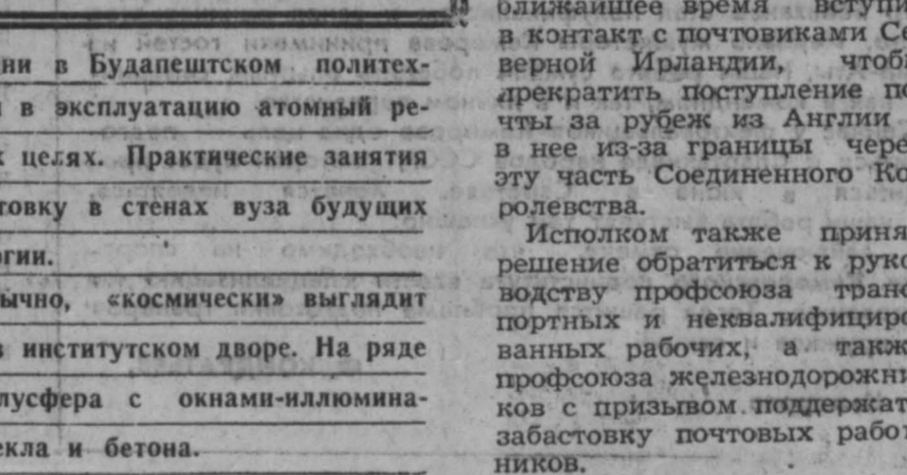 ни в Будапештском политех-
в эксплуатацию атомный ре-
целях. Практические занятия
товку в стенах вуза будущих
огии.
ычно, «космически» выглядит
институтском дворе. На ряде
лусфера с окнами-иллюмина-
екла и бетона.
ближайшее время вступи
в контакт с почтовиками Се
верной Ирландии, чтобы
прекратить поступление по
чты за рубеж из Англии
в нее из-за границы чере
эту часть Соединенного Ко
ролевства.
Исполком также приня
решение обратиться к руко
водству профсоюза транс
портных и неквалифициро
ванных рабочих, а такж
профсоюза железнодорожни
ков с призывом поддержат
забастовку почтовых работ
ников.